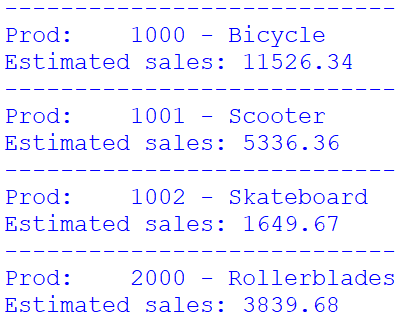 ----------------------------
Prod:    1000 - Bicycle
Estimated sales: 11526.34
----------------------------
Prod:    1001 - Scooter
Estimated sales: 5336.36
----------------------------
Prod:    1002 - Skateboard
Estimated sales: 1649.67
----------------------------
Prod:    2000 - Rollerblades
Estimated sales: 3839.68